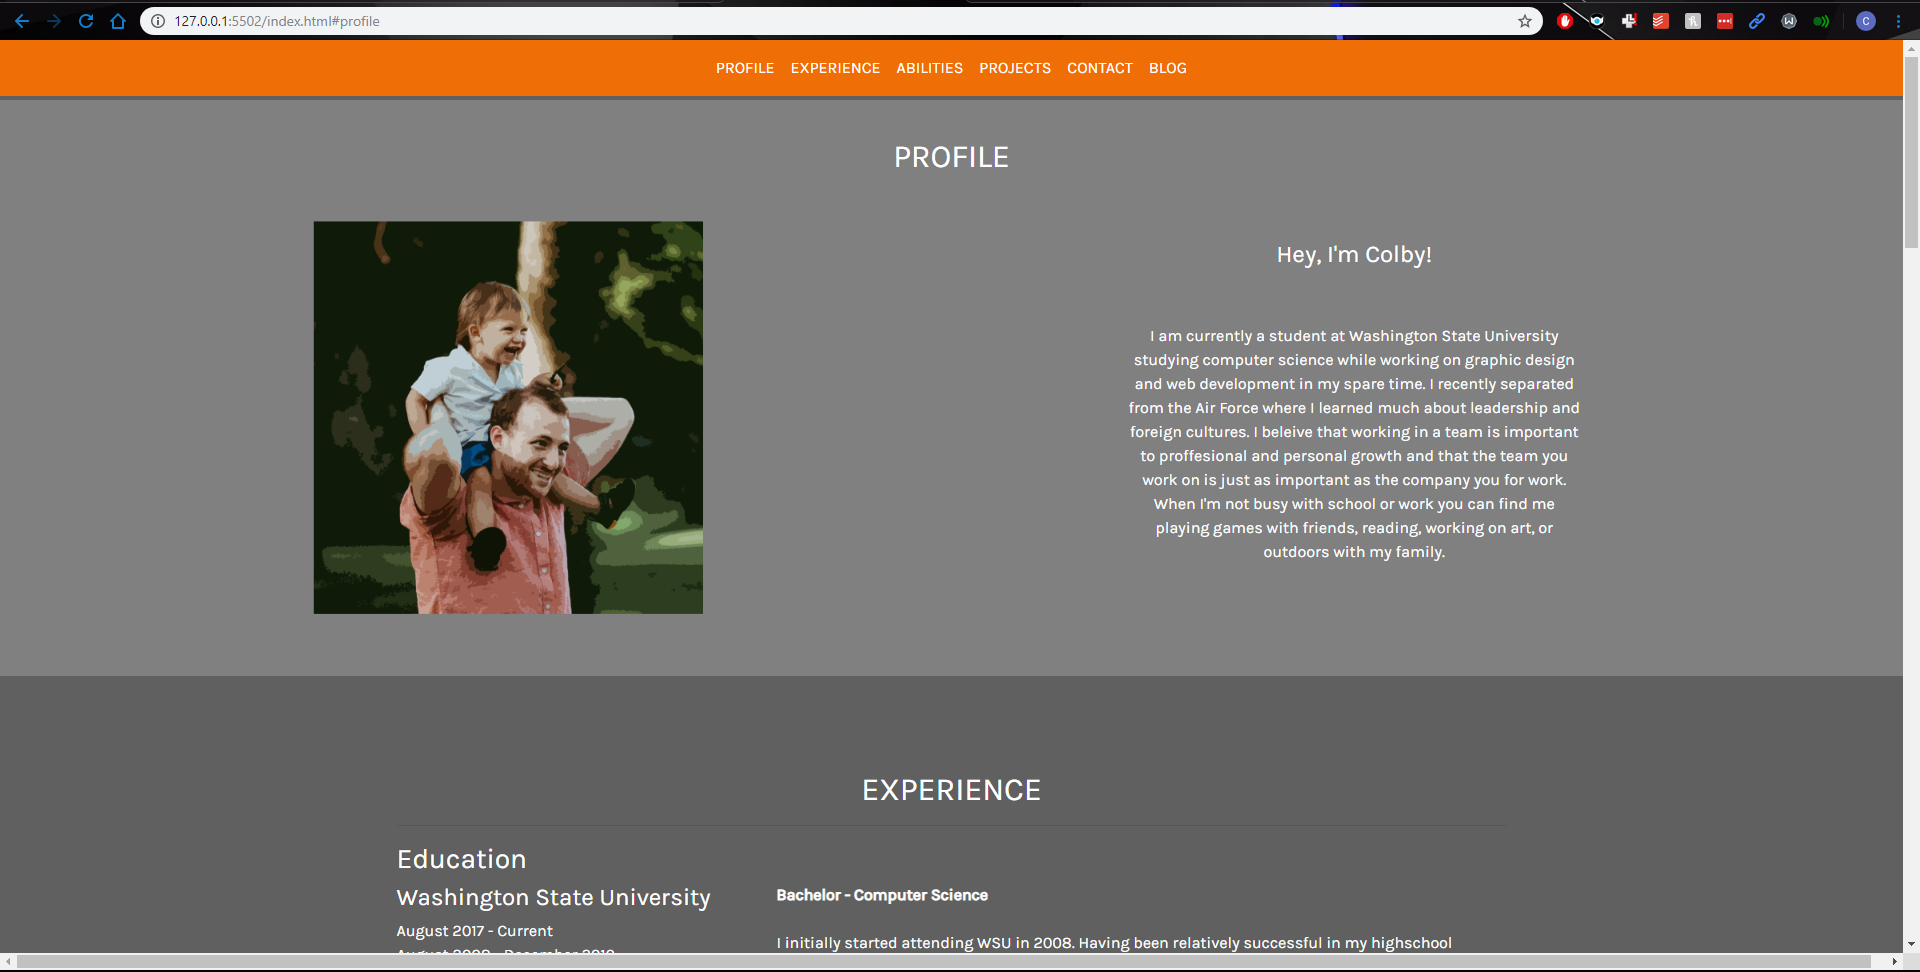 127.0.0.1:5502/index.html#profile
C
PROFILE EXPERIENCE ABILITIES PROJECTS CONTACT BLOG
PROFILE
Hey, I'm Colby!
I am currently a student at Washington State University
studying computer science while working on graphic design
and web development in my spare time. I recently separated
from the Air Force where I learned much about leadership and
foreign cultures. I beleive that working in a team is important
to proffesional and personal growth and that the team you
work on is just as important as the company you for work.
When I'm not busy with school or work you can find me
playing games with friends, reading, working on art, or
outdoors with my family.
EXPERIENCE
Education
Washington State University
August 2017 - Current
Bachelor - Computer Science
I initially started attending WSU in 2008. Having been relatively successful in my highschool